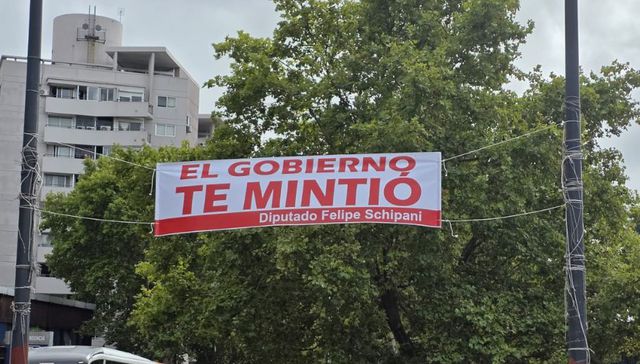 EL GOBIERNO
TE MINTIÓ
Diputado Felipe Schipani